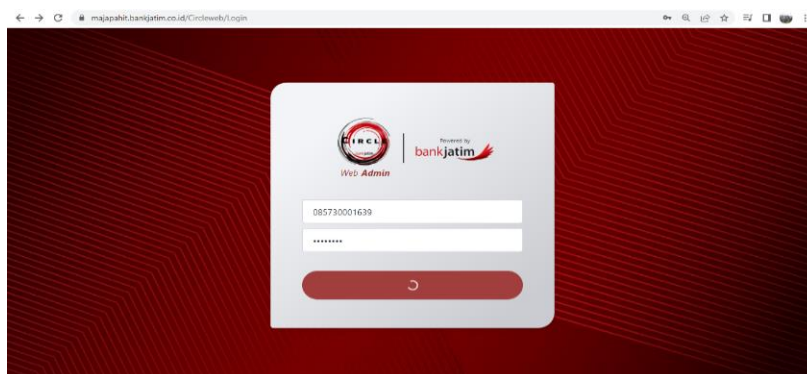 majapahit.bankjatim.co.id/Circleweb/Login
CIRCLE
Powered by
bankjatim
Web Admin
085730001639
••••••••